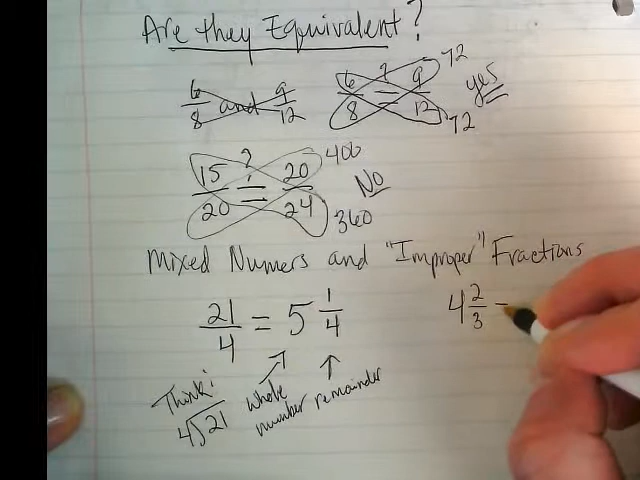 Are they Equivalent?
6/8 and 9/12 6/8 ?= 9/12 72 72 yes
15/20 ?= 20/24 400 360 No
Mixed Numers and "Improper" Fractions
21/4 = 5 1/4 4 2/3 =
Think: whole number remainder
4)21